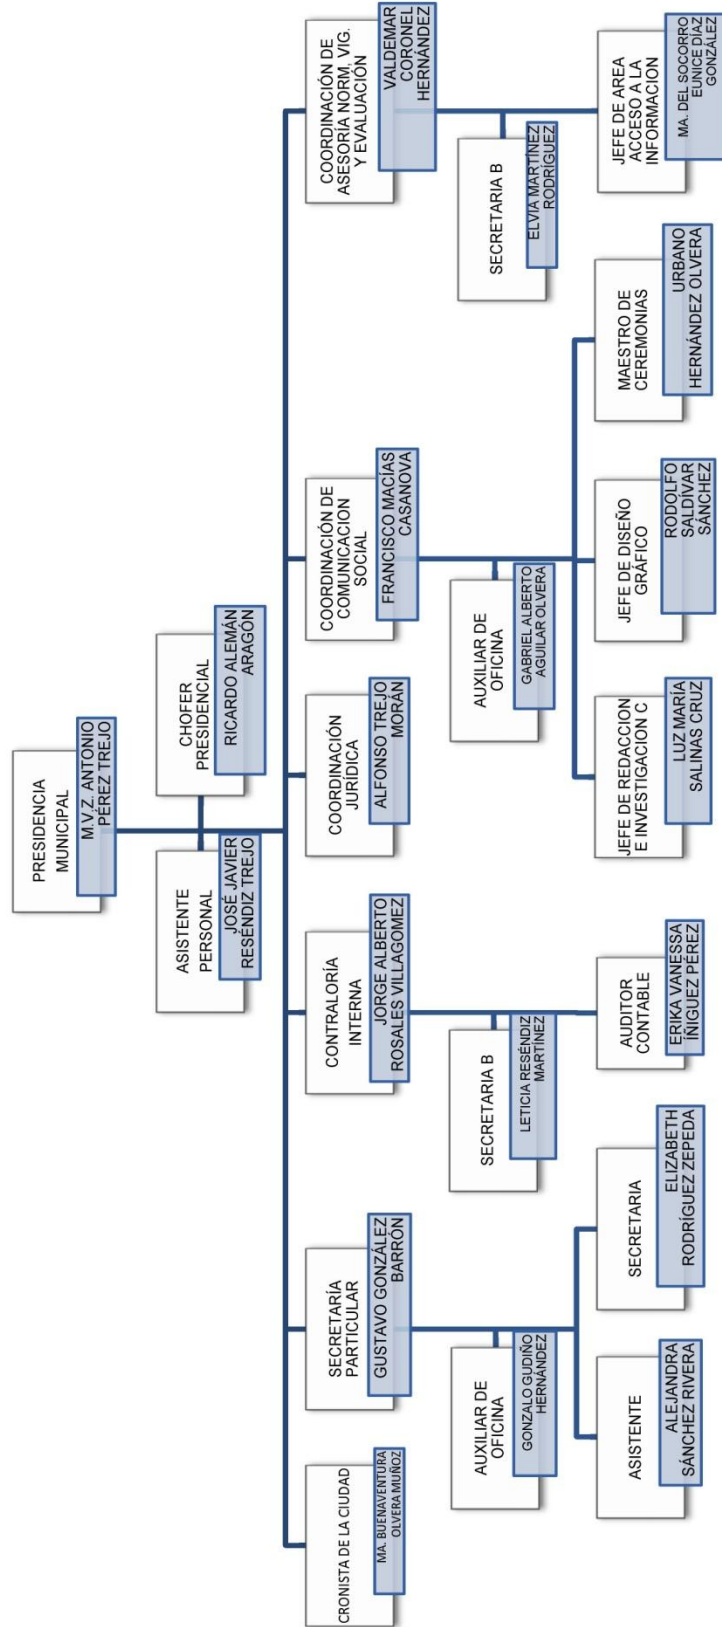 PRESIDENCIA
MUNICIPAL
M.V.Z. ANTONIO
PÉREZ TREJO
ASISTENTE
PERSONAL
JOSÉ JAVIER
RESÉNDIZ TREJO
CHOFER
PRESIDENCIAL
RICARDO ALEMÁN
ARAGÓN
CRONISTA DE LA CIUDAD
MA. BUENAVENTURA
OLVERA MUÑOZ
SECRETARÍA
PARTICULAR
GUSTAVO GONZÁLEZ
BARRÓN
CONTRALORÍA
INTERNA
JORGE ALBERTO
ROSALES VILLAGOMEZ
COORDINACIÓN
JURÍDICA
ALFONSO TREJO
MORÁN
COORDINACIÓN DE
COMUNICACION
SOCIAL
FRANCISCO MACÍAS
CASANOVA
COORDINACIÓN DE
ASESORÍA NORM, VIG.
Y EVALUACIÓN
VALDEMAR
CORONEL
HERNÁNDEZ
AUXILIAR DE
OFICINA
GONZALO GUDIÑO
HERNÁNDEZ
SECRETARIA B
LETICIA RESÉNDIZ
MARTÍNEZ
AUXILIAR DE
OFICINA
GABRIEL ALBERTO
AGUILAR OLVERA
SECRETARIA B
ELVIA MARTÍNEZ
RODRÍGUEZ
ASISTENTE
ALEJANDRA
SÁNCHEZ RIVERA
SECRETARIA
ELIZABETH
RODRÍGUEZ ZEPEDA
AUDITOR
CONTABLE
ERIKA VANESSA
ÍÑIGUEZ PÉREZ
JEFE DE REDACCION
E INVESTIGACION C
LUZ MARÍA
SALINAS CRUZ
JEFE DE DISEÑO
GRÁFICO
RODOLFO
SALDÍVAR
SÁNCHEZ
MAESTRO DE
CEREMONIAS
URBANO
HERNÁNDEZ OLVERA
JEFE DE AREA
ACCESO A LA
INFORMACION
MA. DEL SOCORRO
EUNICE DÍAZ
GONZÁLEZ